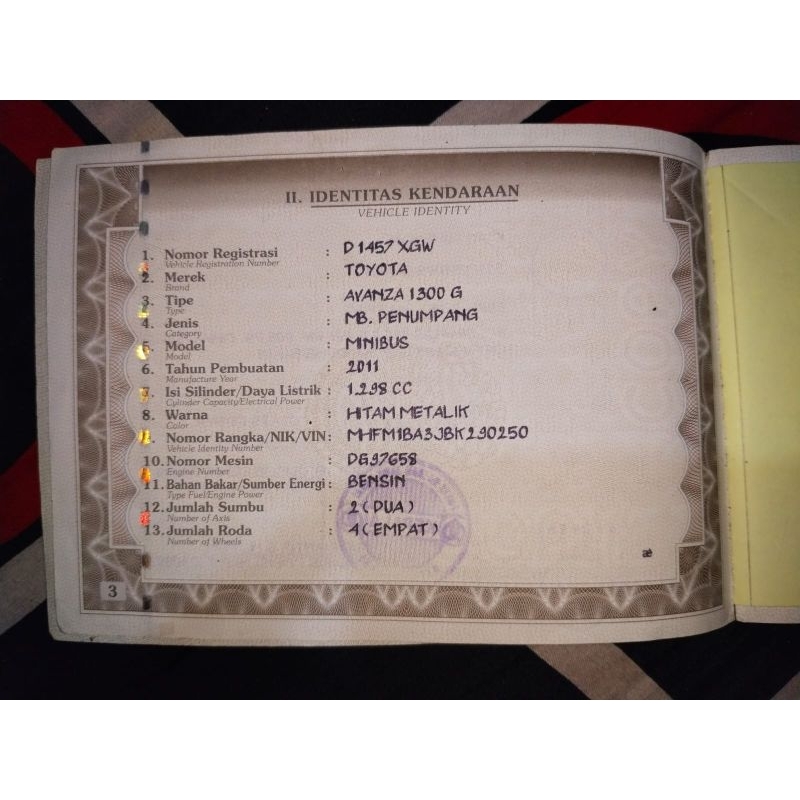 II. IDENTITAS KENDARAAN
VEHICLE IDENTITY
1. Nomor Registrasi : D 1457 XGW
Vehicle Registration Number
2. Merek : TOYOTA
Brand
3. Tipe : AVANZA 1300 G
Type
4. Jenis : MB. PENUMPANG
Category
5. Model : MINIBUS
Model
6. Tahun Pembuatan : 2011
Manufacture Year
7. Isi Silinder/Daya Listrik : 1.298 CC
Cylinder Capacity/Electrical Power
8. Warna : HITAM METALIK
Color
9. Nomor Rangka/NIK/VIN : MHFM1BA3JBK290250
Vehicle Identity Number
10. Nomor Mesin : DG97658
Engine Number
11. Bahan Bakar/Sumber Energi : BENSIN
Type Fuel/Engine Power
12. Jumlah Sumbu : 2 ( DUA )
Number of Axis
13. Jumlah Roda : 4 ( EMPAT )
Number of Wheels
3